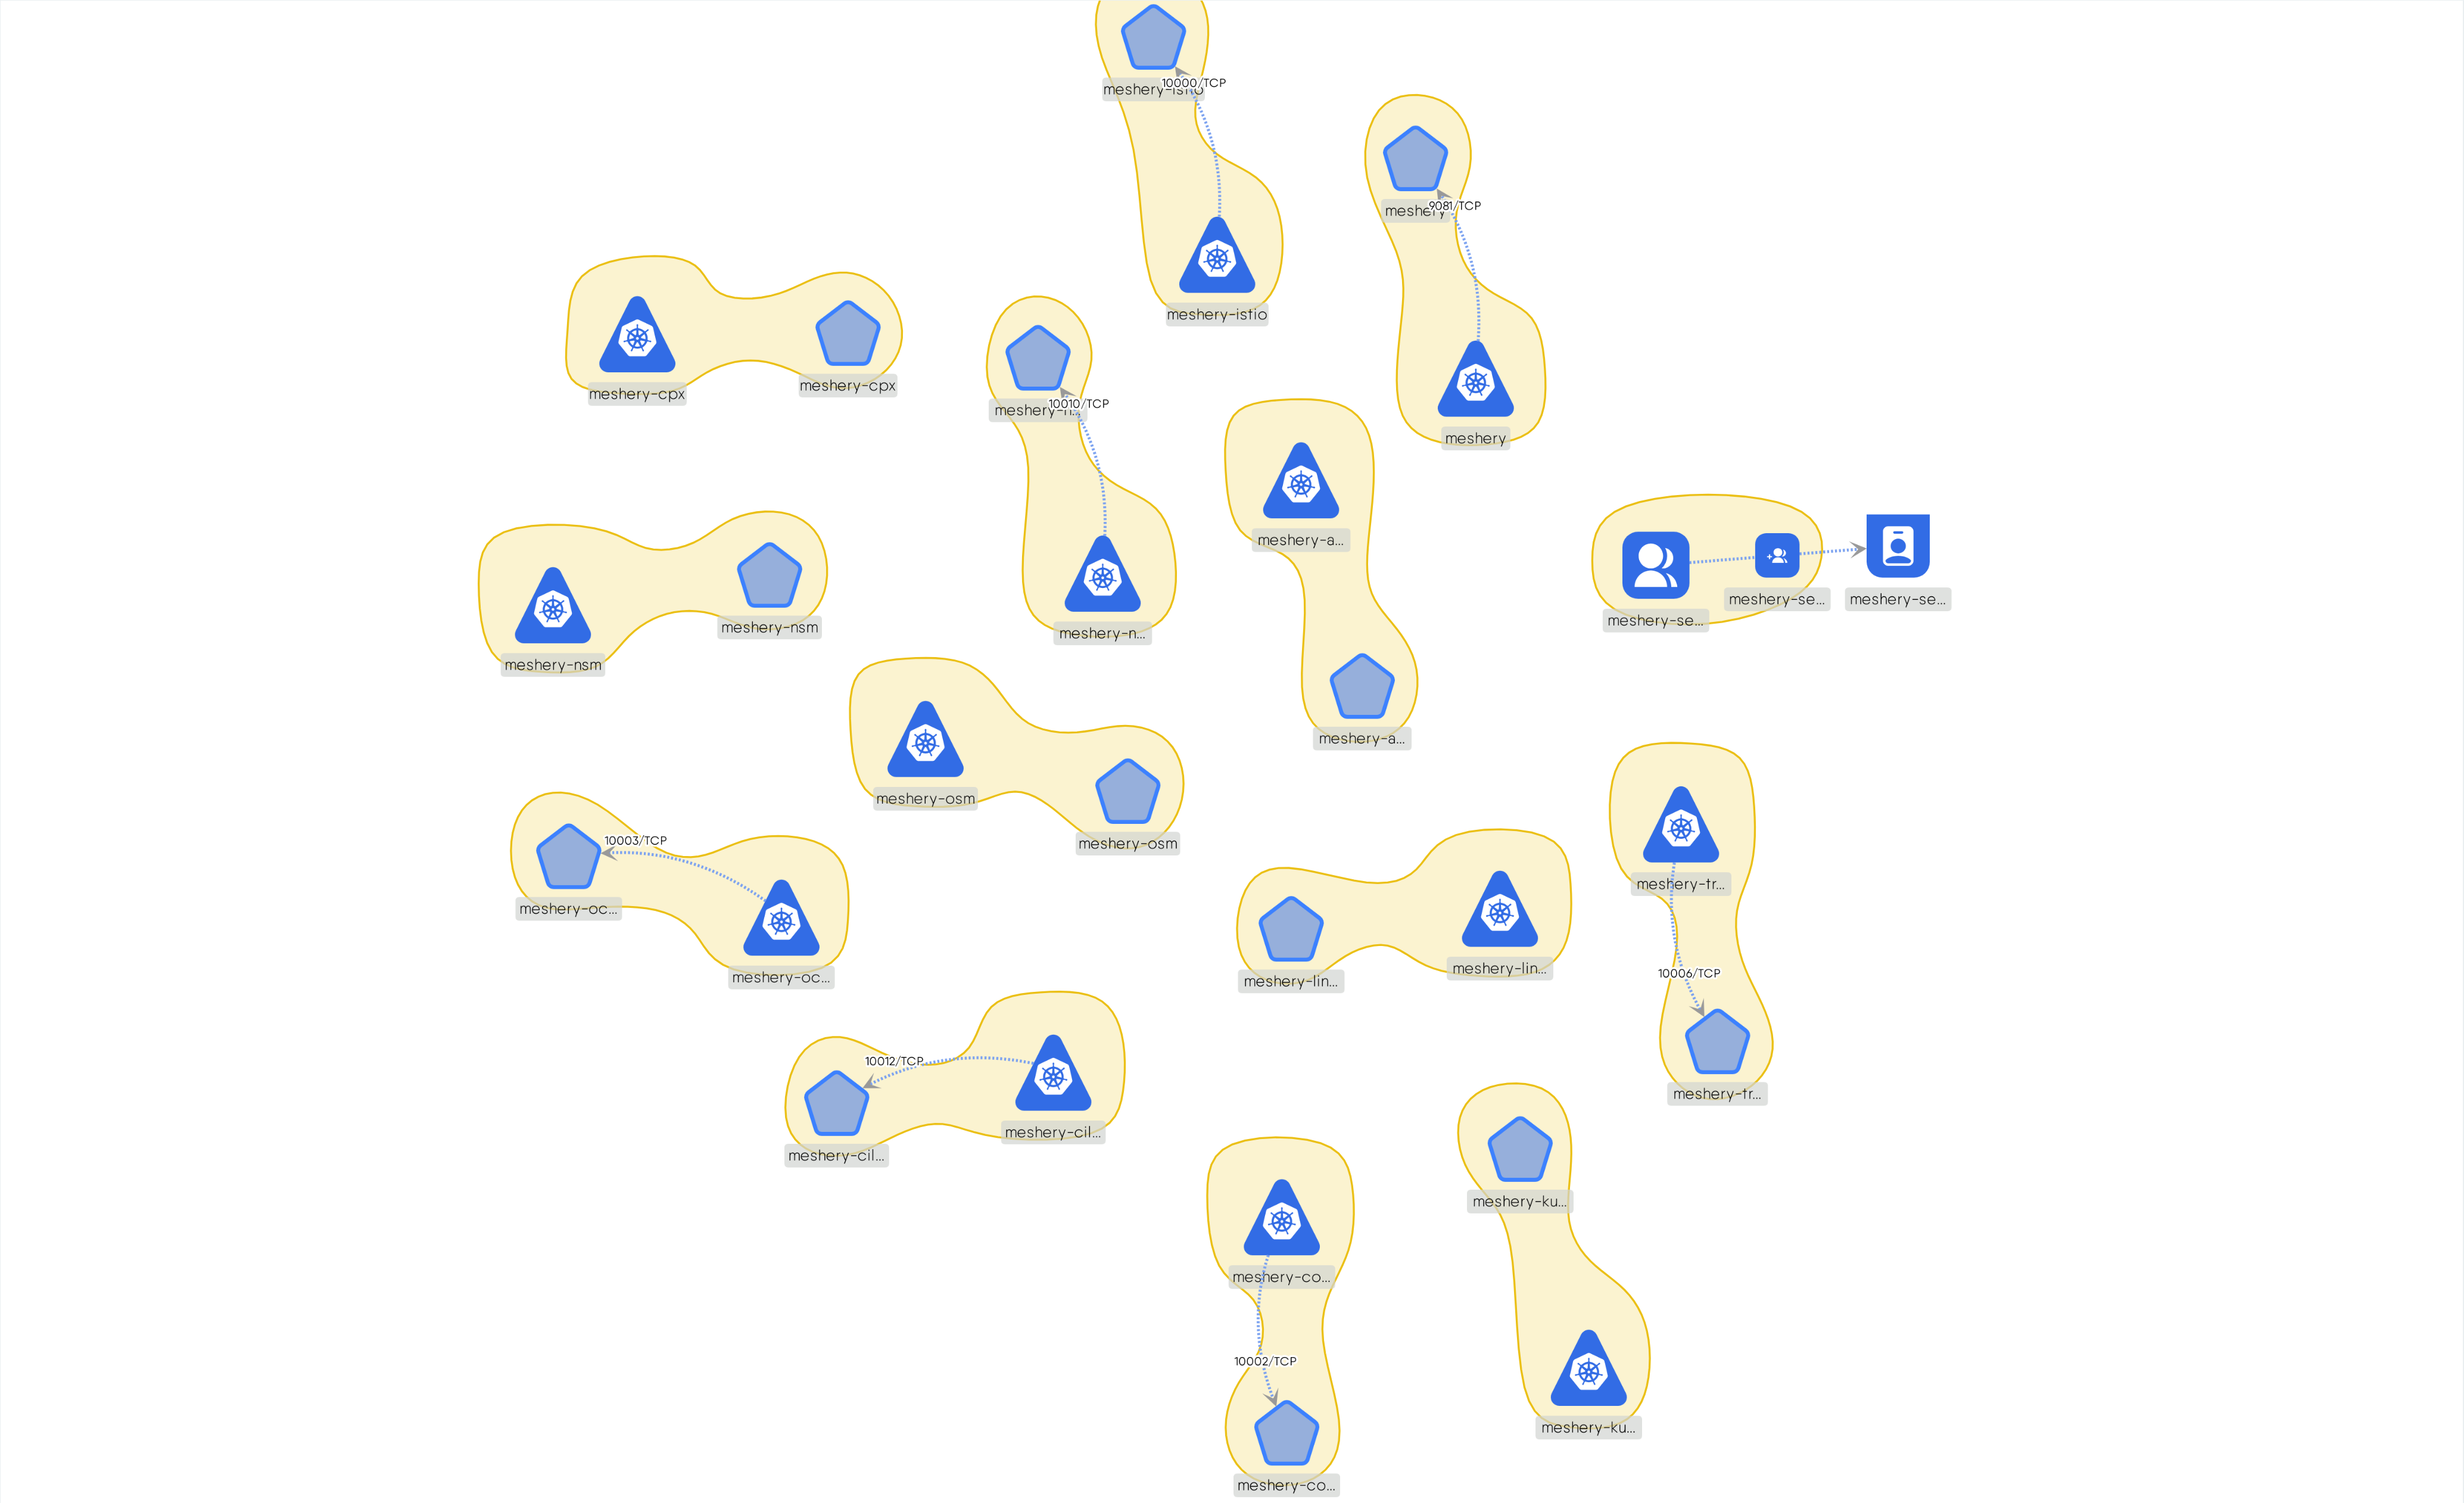 meshery-istio
10000/TCP
meshery-istio
meshery
9081/TCP
meshery
meshery-cpx
meshery-cpx
meshery-n...
10010/TCP
meshery-n...
meshery-a...
meshery-a...
meshery-se...
meshery-se...
meshery-se...
meshery-nsm
meshery-nsm
meshery-osm
meshery-osm
10003/TCP
meshery-oc...
meshery-oc...
meshery-lin...
meshery-lin...
meshery-tr...
10006/TCP
meshery-tr...
10012/TCP
meshery-cil...
meshery-cil...
meshery-co...
10002/TCP
meshery-co...
meshery-ku...
meshery-ku...